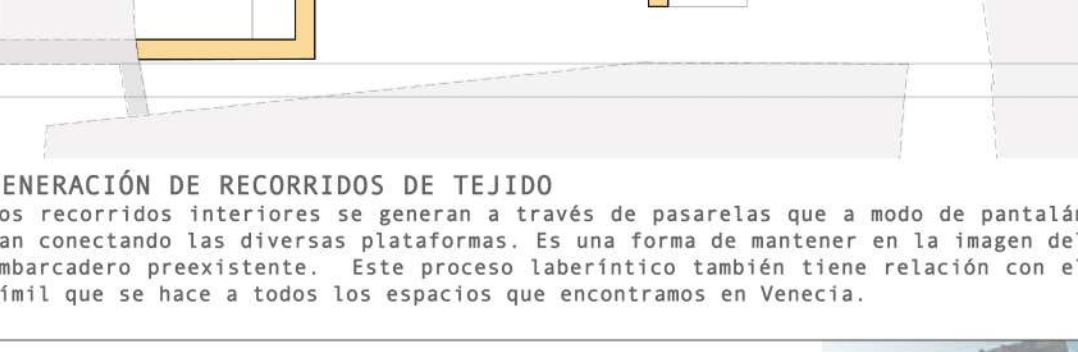 ENERACIÓN DE RECORRIDOS DE TEJIDO
os recorridos interiores se generan a través de pasarelas que a modo de pantalán
an conectando las diversas plataformas. Es una forma de mantener en la imagen del
mbarcadero preexistente. Este proceso laberíntico también tiene relación con el
ímil que se hace a todos los espacios que encontramos en Venecia.